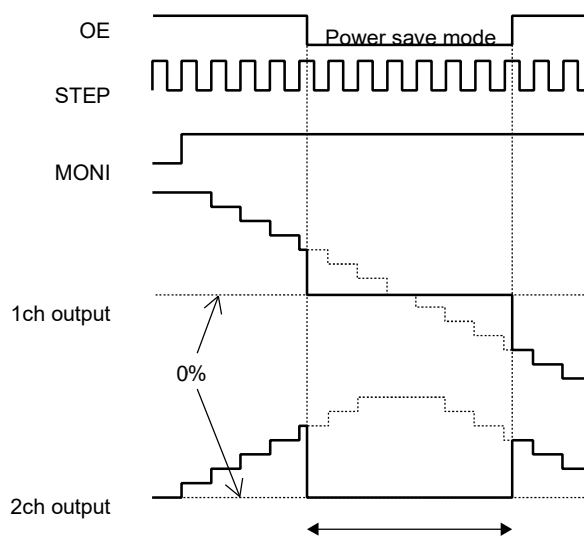 OE
Power save mode
STEP
MONI
1ch output
0%
2ch output